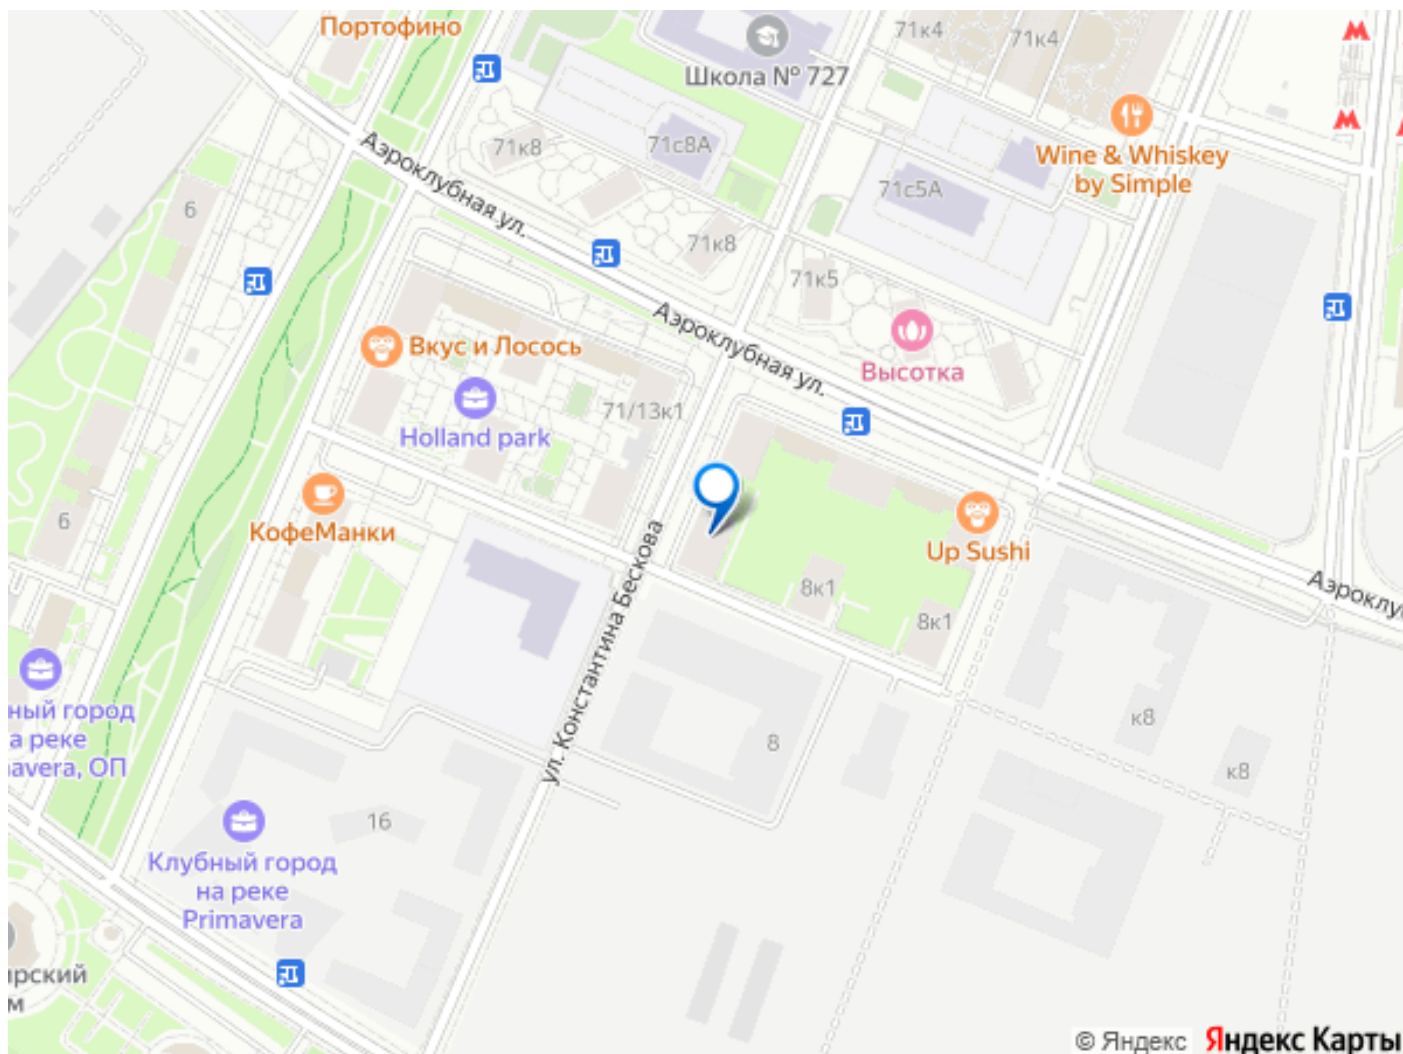 Портофино
71к4
71к4
Школа № 727
Wine & Whiskey
by Simple
71к8
71с8А
71с5А
Аэроклубная ул.
6
71к8
71к5
Аэроклубная ул.
Вкус и Лосось
Высотка
71/13к1
Holland park
КофеМанки
6
Up Sushi
ул. Константина Бескова
8к1
8к1
Аэроклу
ный город
а реке
mavera, ОП
8
к8
к8
16
Клубный город
на реке
Primavera
ирский
м
© Яндекс
Яндекс Карты